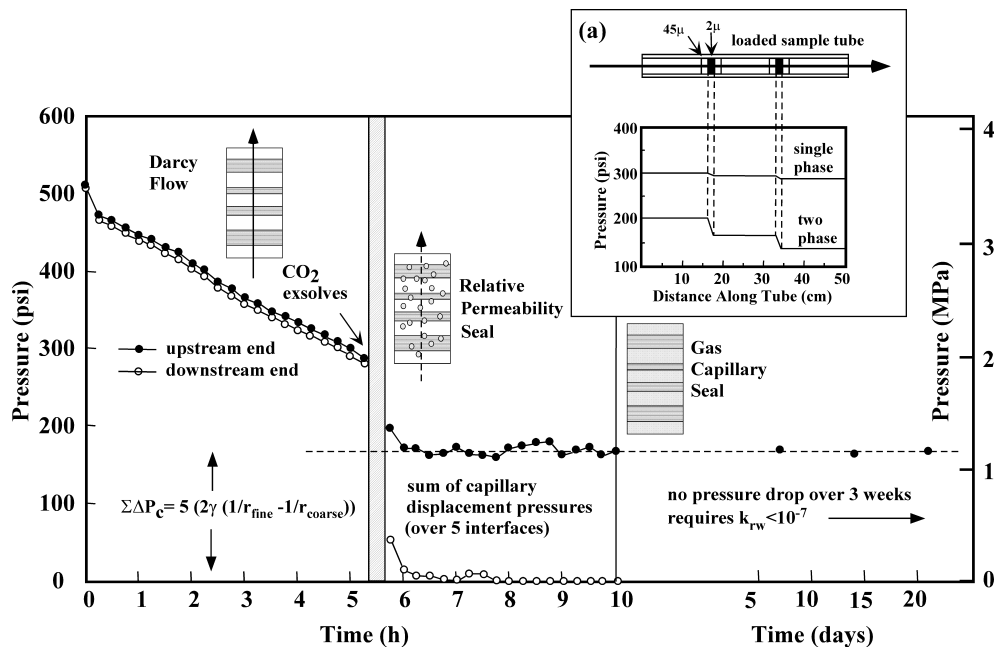 (a)
45μ
2μ
loaded sample tube
400
300
200
100
Pressure (psi)
single
phase
two
phase
0
10
20
30
40
50
Distance Along Tube (cm)
600
500
400
300
200
100
0
Pressure (psi)
Darcy
Flow
CO2
exsolves
upstream end
downstream end
ΣΔPc= 5 (2γ (1/rfine -1/rcoarse))
Relative
Permeability
Seal
sum of capillary
displacement pressures
(over 5 interfaces)
Gas
Capillary
Seal
no pressure drop over 3 weeks
requires krw<10-7
4
3
2
1
0
Pressure (MPa)
0
1
2
3
4
5
6
7
8
9
10
5
10
15
20
Time (h)
Time (days)